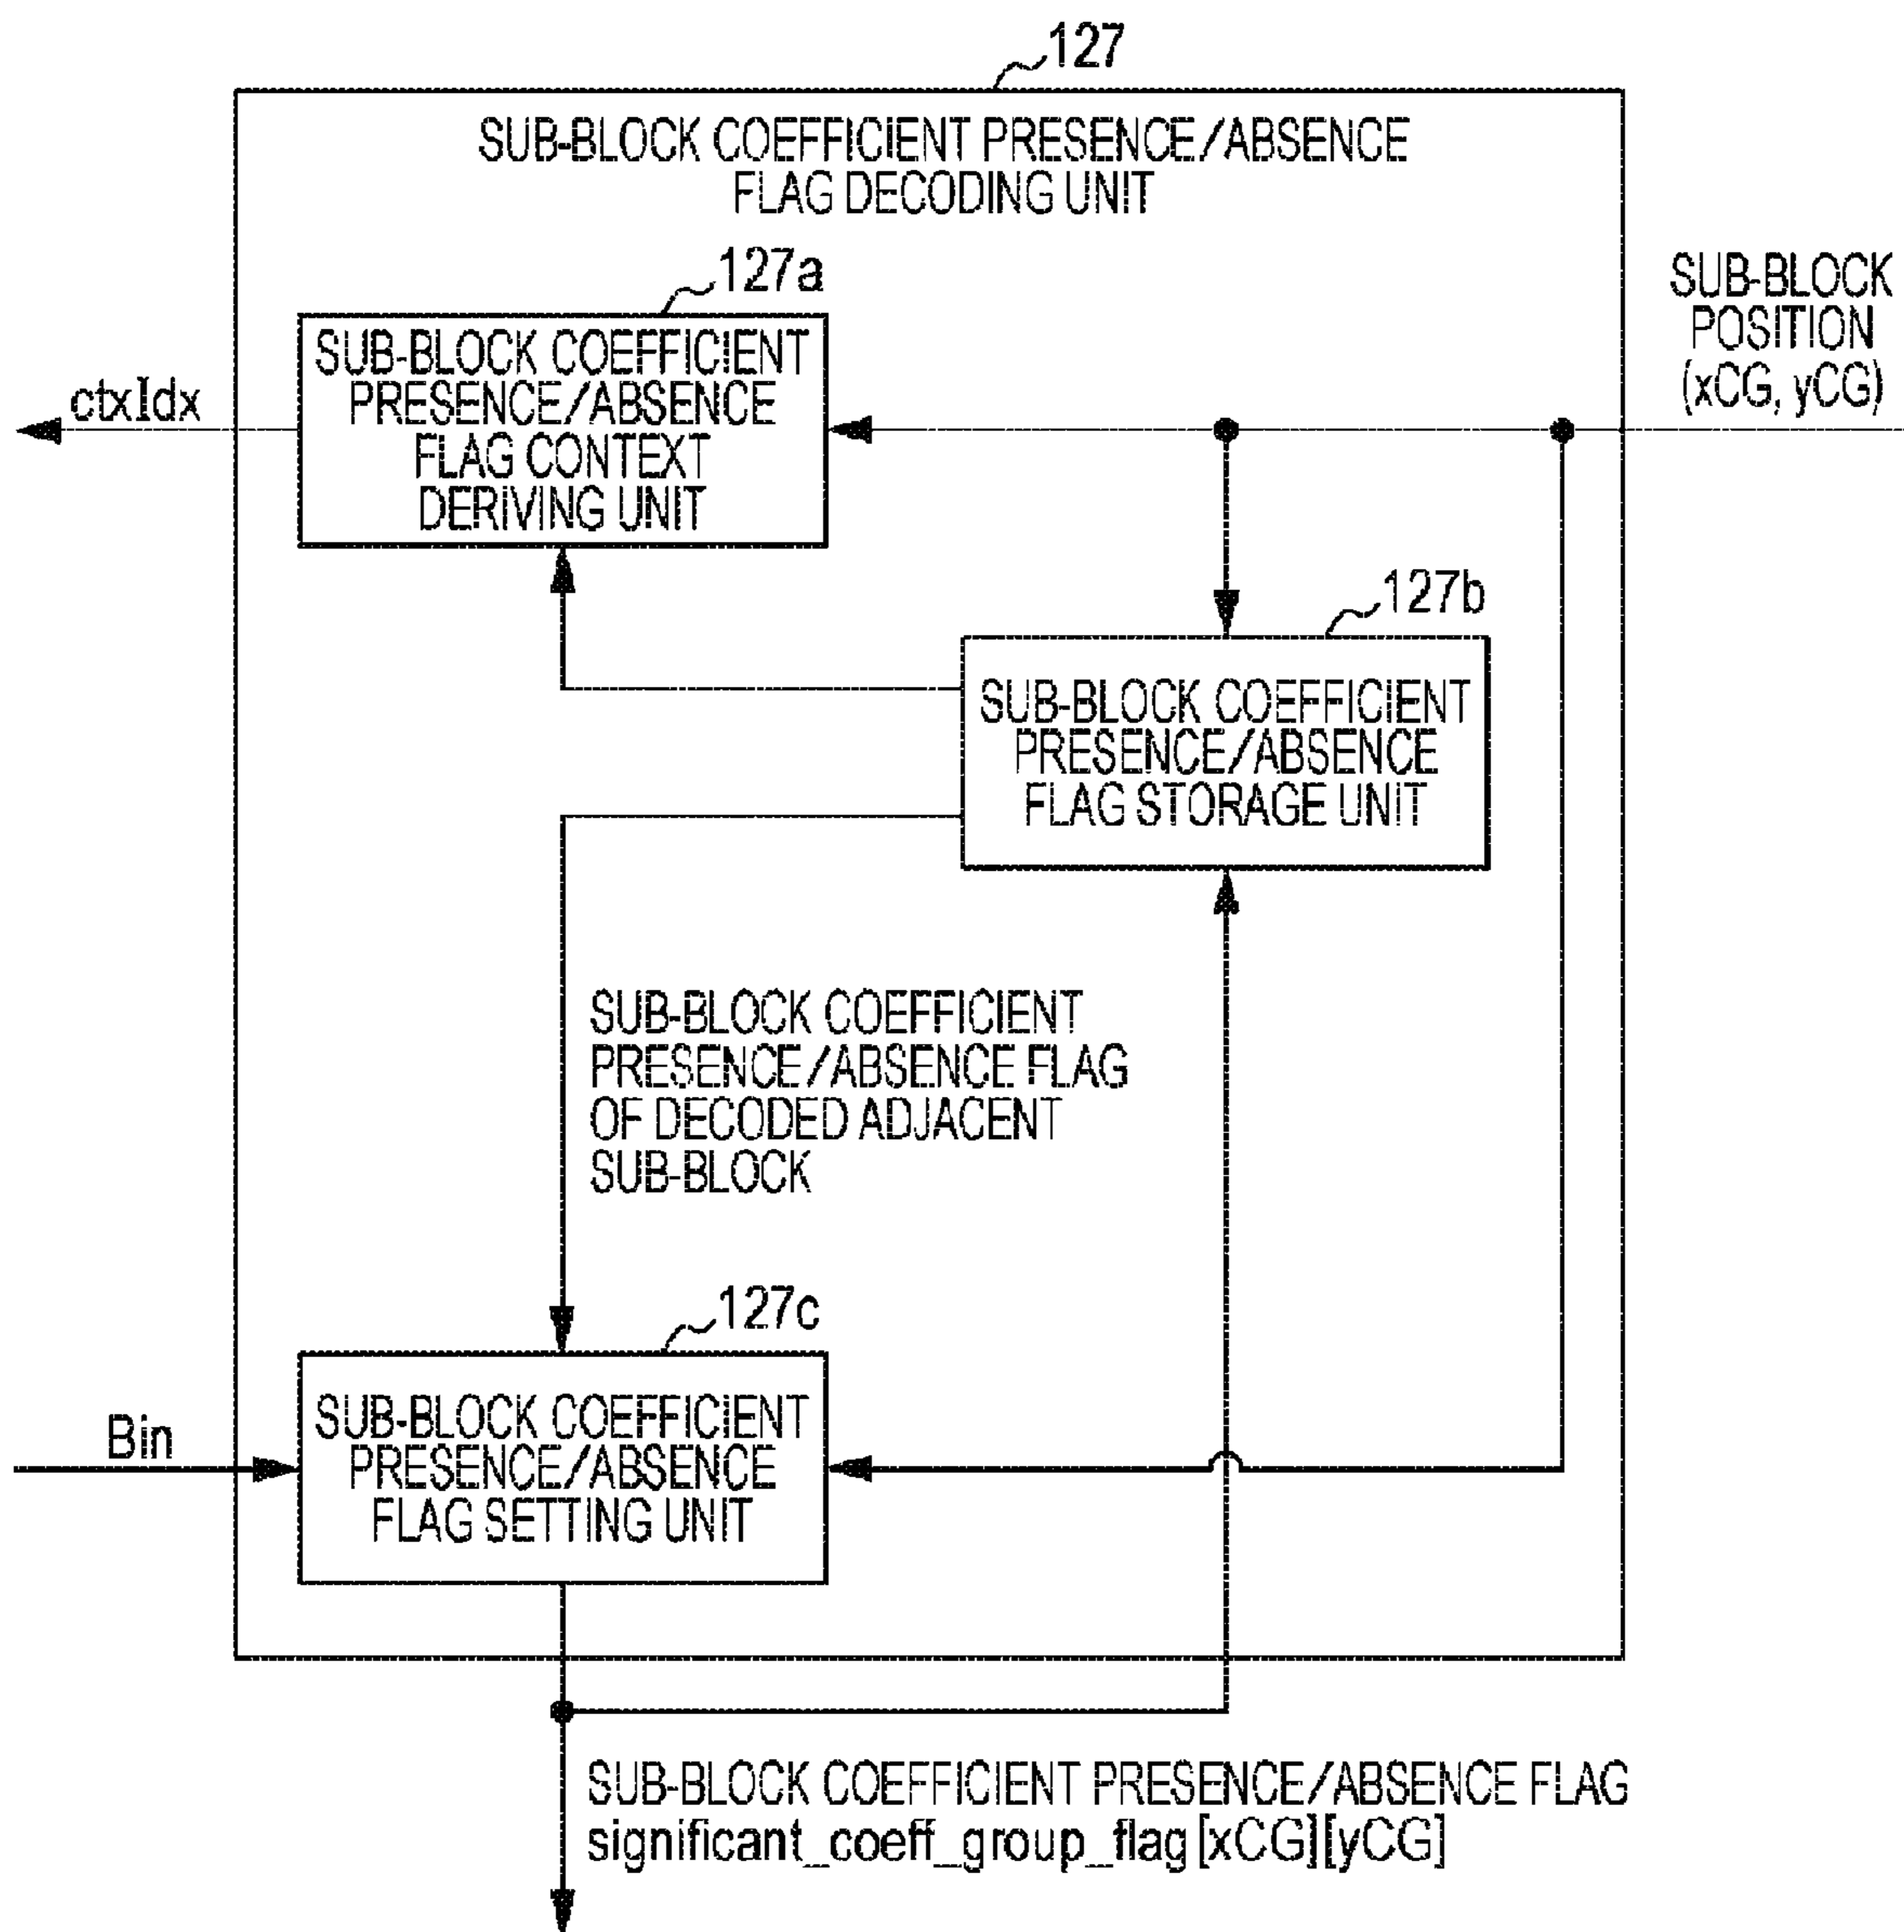 127
SUB-BLOCK COEFFICIENT PRESENCE/ABSENCE
FLAG DECODING UNIT
127a
SUB-BLOCK
POSITION
(xCG, yCG)
SUB-BLOCK COEFFICIENT
PRESENCE/ABSENCE
FLAG CONTEXT
DERIVING UNIT
ctxIdx
127b
SUB-BLOCK COEFFICIENT
PRESENCE/ABSENCE
FLAG STORAGE UNIT
SUB-BLOCK COEFFICIENT
PRESENCE/ABSENCE FLAG
OF DECODED ADJACENT
SUB-BLOCK
127c
Bin
SUB-BLOCK COEFFICIENT
PRESENCE/ABSENCE
FLAG SETTING UNIT
SUB-BLOCK COEFFICIENT PRESENCE/ABSENCE FLAG
significant_coeff_group_flag[xCG][yCG]